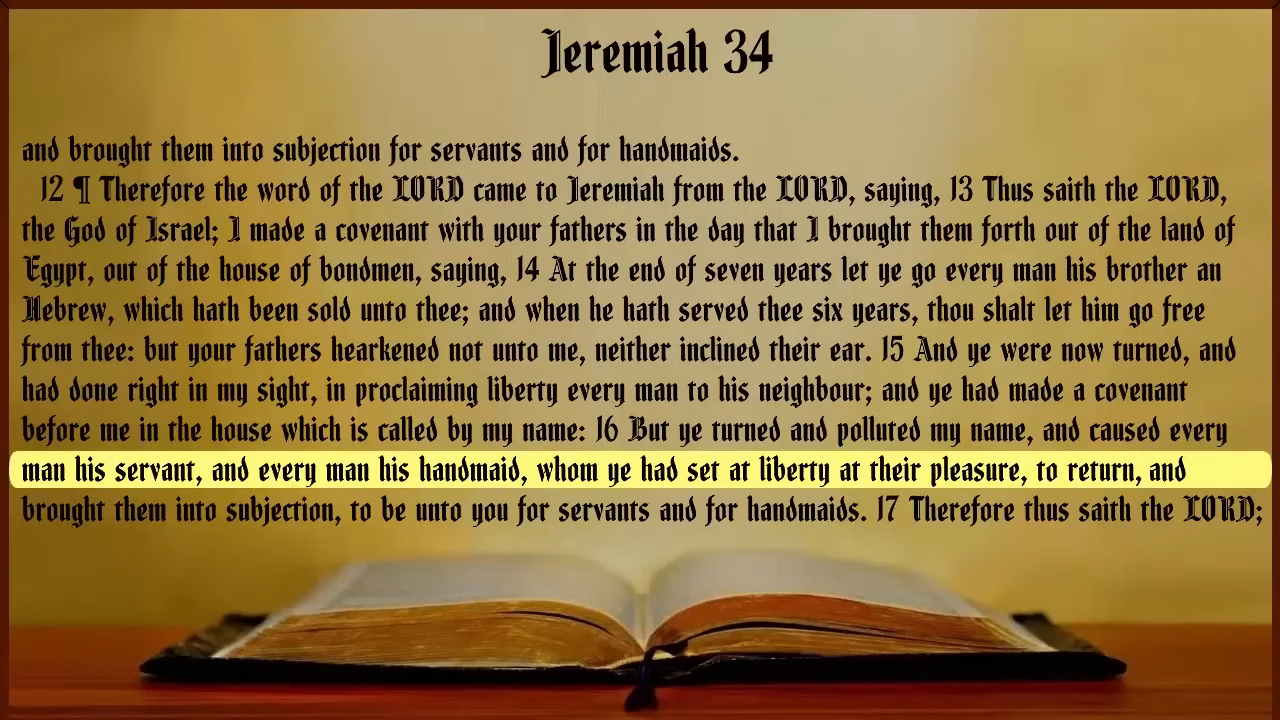 Jeremiah 34
and brought them into subjection for servants and for handmaids.
12 ¶ Therefore the word of the LORD came to Jeremiah from the LORD, saying, 13 Thus saith the LORD,
the God of Israel; I made a covenant with your fathers in the day that I brought them forth out of the land of
Egypt, out of the house of bondmen, saying, 14 At the end of seven years let ye go every man his brother an
Hebrew, which hath been sold unto thee; and when he hath served thee six years, thou shalt let him go free
from thee: but your fathers hearkened not unto me, neither inclined their ear. 15 And ye were now turned, and
had done right in my sight, in proclaiming liberty every man to his neighbour; and ye had made a covenant
before me in the house which is called by my name: 16 But ye turned and polluted my name, and caused every
man his servant, and every man his handmaid, whom ye had set at liberty at their pleasure, to return, and
brought them into subjection, to be unto you for servants and for handmaids. 17 Therefore thus saith the LORD;